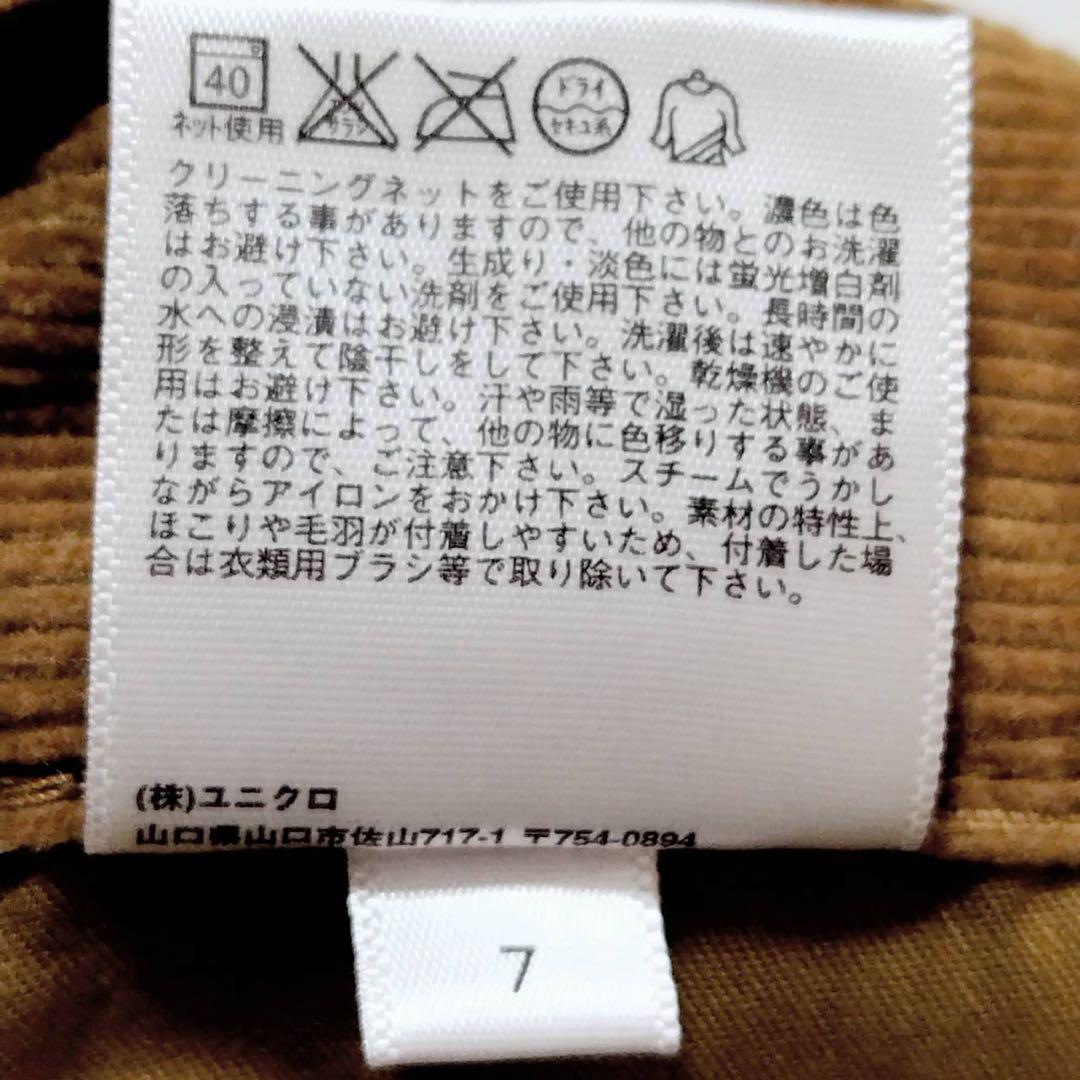 40
ネット使用
エンソ
サラシ
ドライ
セキユ系
クリーニングネットをご使用下さい。濃色は色
落ちする事がありますので、他の物とのお洗濯
はお避け下さい。生成り・淡色には蛍光増白剤
の入っていない洗剤をご使用下さい。長時間の
水への浸漬はお避け下さい。洗濯後は速やかに
形を整えて陰干しをして下さい。乾燥機のご使
用はお避け下さい。汗や雨等で湿った状態、ま
たは摩擦によって、他の物に色移りする事があ
りますので、ご注意下さい。スチームでうかし
ながらアイロンをおかけ下さい。素材の特性上、
ほこりや毛羽が付着しやすいため、付着した場
合は衣類用ブラシ等で取り除いて下さい。
(株)ユニクロ
山口県山口市佐山717-1 〒754-0894
7